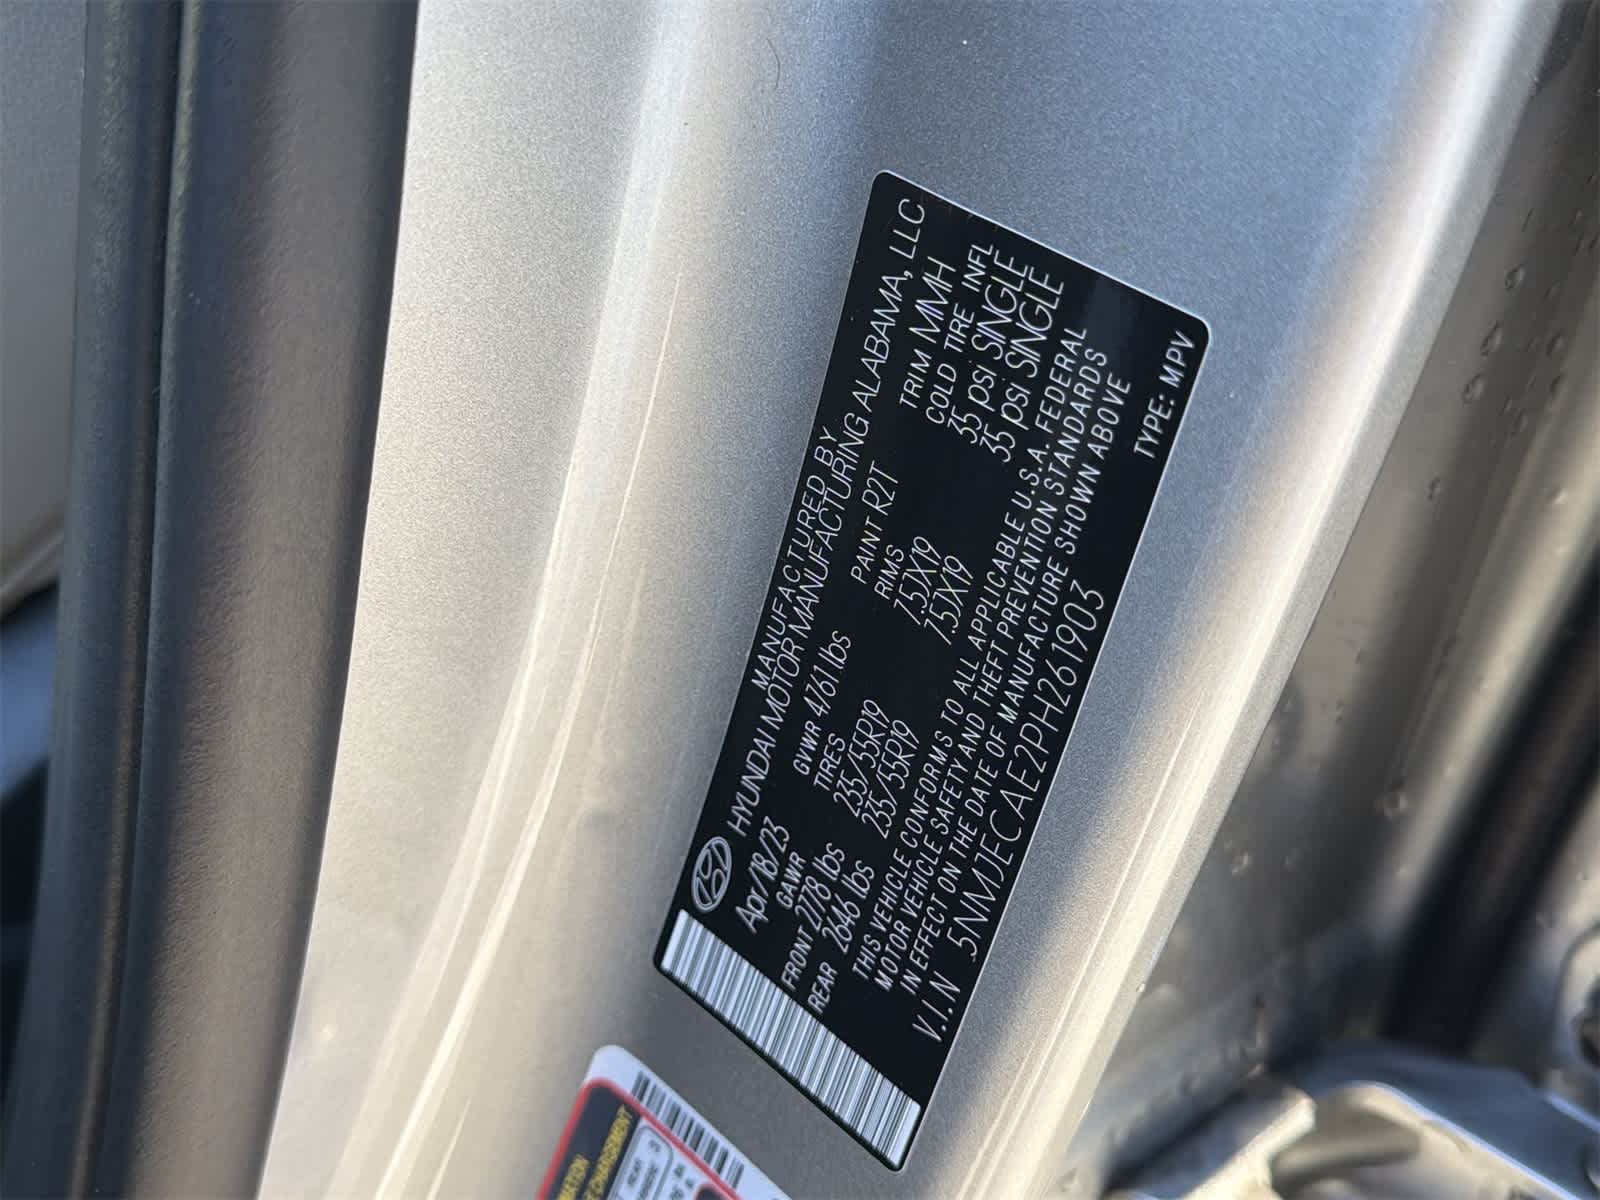 MANUFACTURED BY
HYUNDAI MOTOR MANUFACTURING ALABAMA, LLC
Apr/18/23 GVWR 4761 lbs PAINT R2T TRIM MMH
GAWR TIRES RIMS COLD TIRE INFL
FRONT 2778 lbs 235/55R19 7.5JX19 35 psi SINGLE
REAR 2646 lbs 235/55R19 7.5JX19 35 psi SINGLE
THIS VEHICLE CONFORMS TO ALL APPLICABLE U.S.A. FEDERAL
MOTOR VEHICLE SAFETY AND THEFT PREVENTION STANDARDS
IN EFFECT ON THE DATE OF MANUFACTURE SHOWN ABOVE
V.I.N 5NMJECAE2PH261903 TYPE: MPV